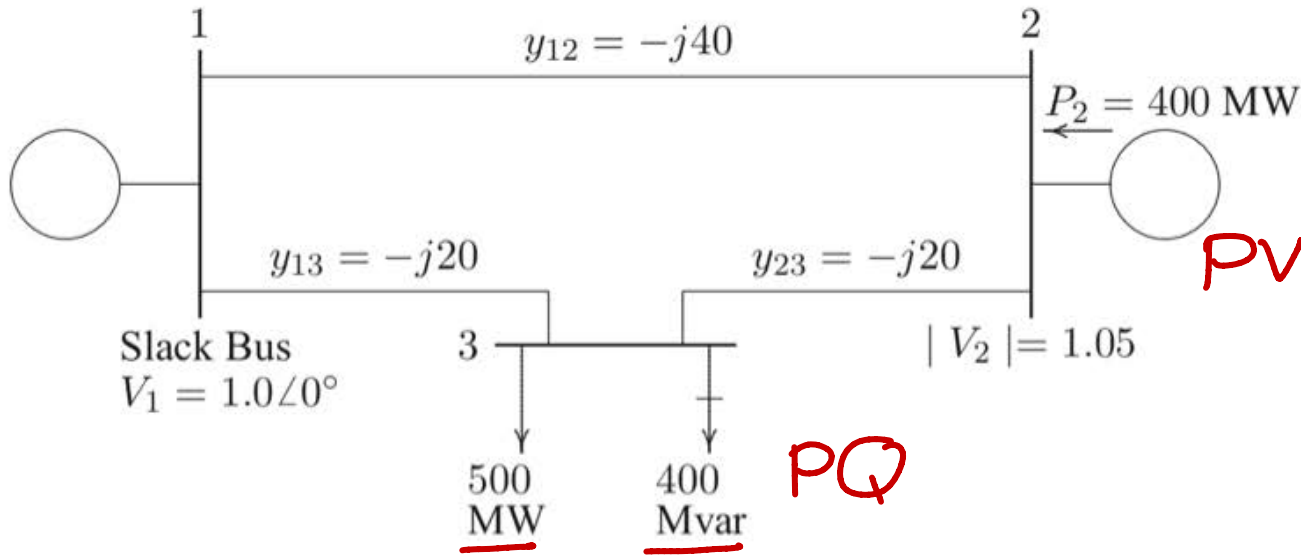 1
y12 = −j40
2
P2 = 400 MW
y13 = −j20
y23 = −j20
PV
Slack Bus
V1 = 1.0∠0°
3
| V2 |= 1.05
500
MW
400
Mvar
PQ